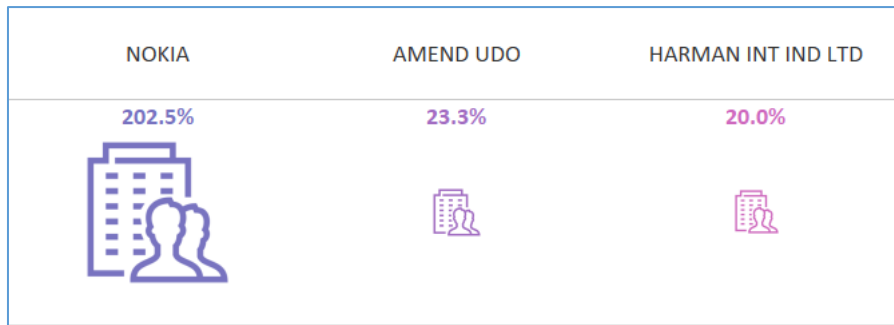 NOKIA AMEND UDO HARMAN INT IND LTD
202.5% 23.3% 20.0%